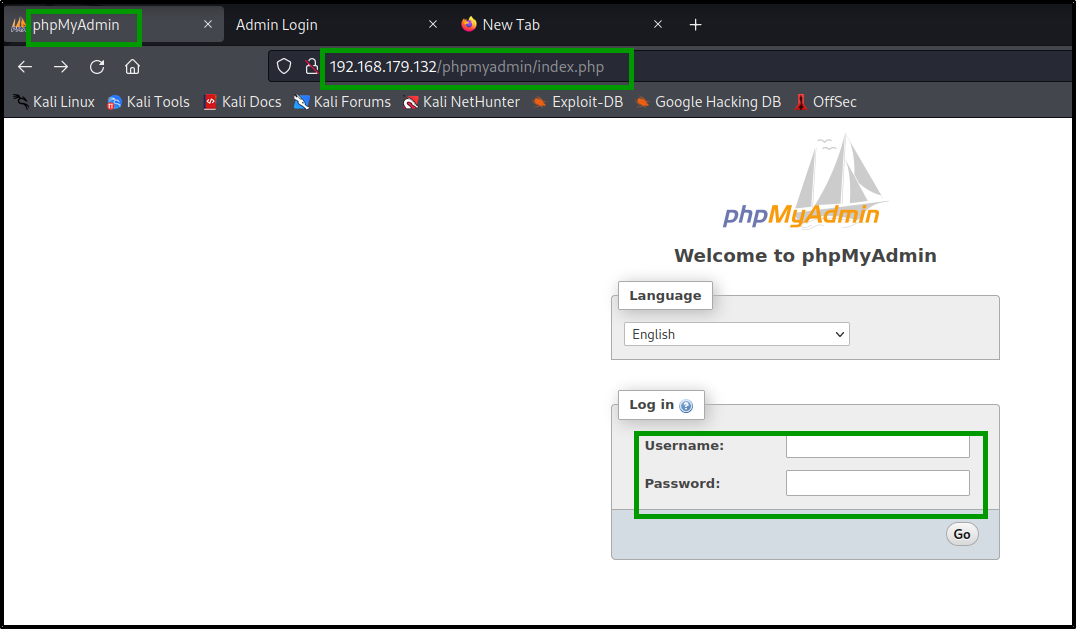 phpMyAdmin Admin Login New Tab
192.168.179.132/phpmyadmin/index.php
Kali Linux Kali Tools Kali Docs Kali Forums Kali NetHunter Exploit-DB Google Hacking DB OffSec
phpMyAdmin
Welcome to phpMyAdmin
Language
English
Log in
Username:
Password:
Go